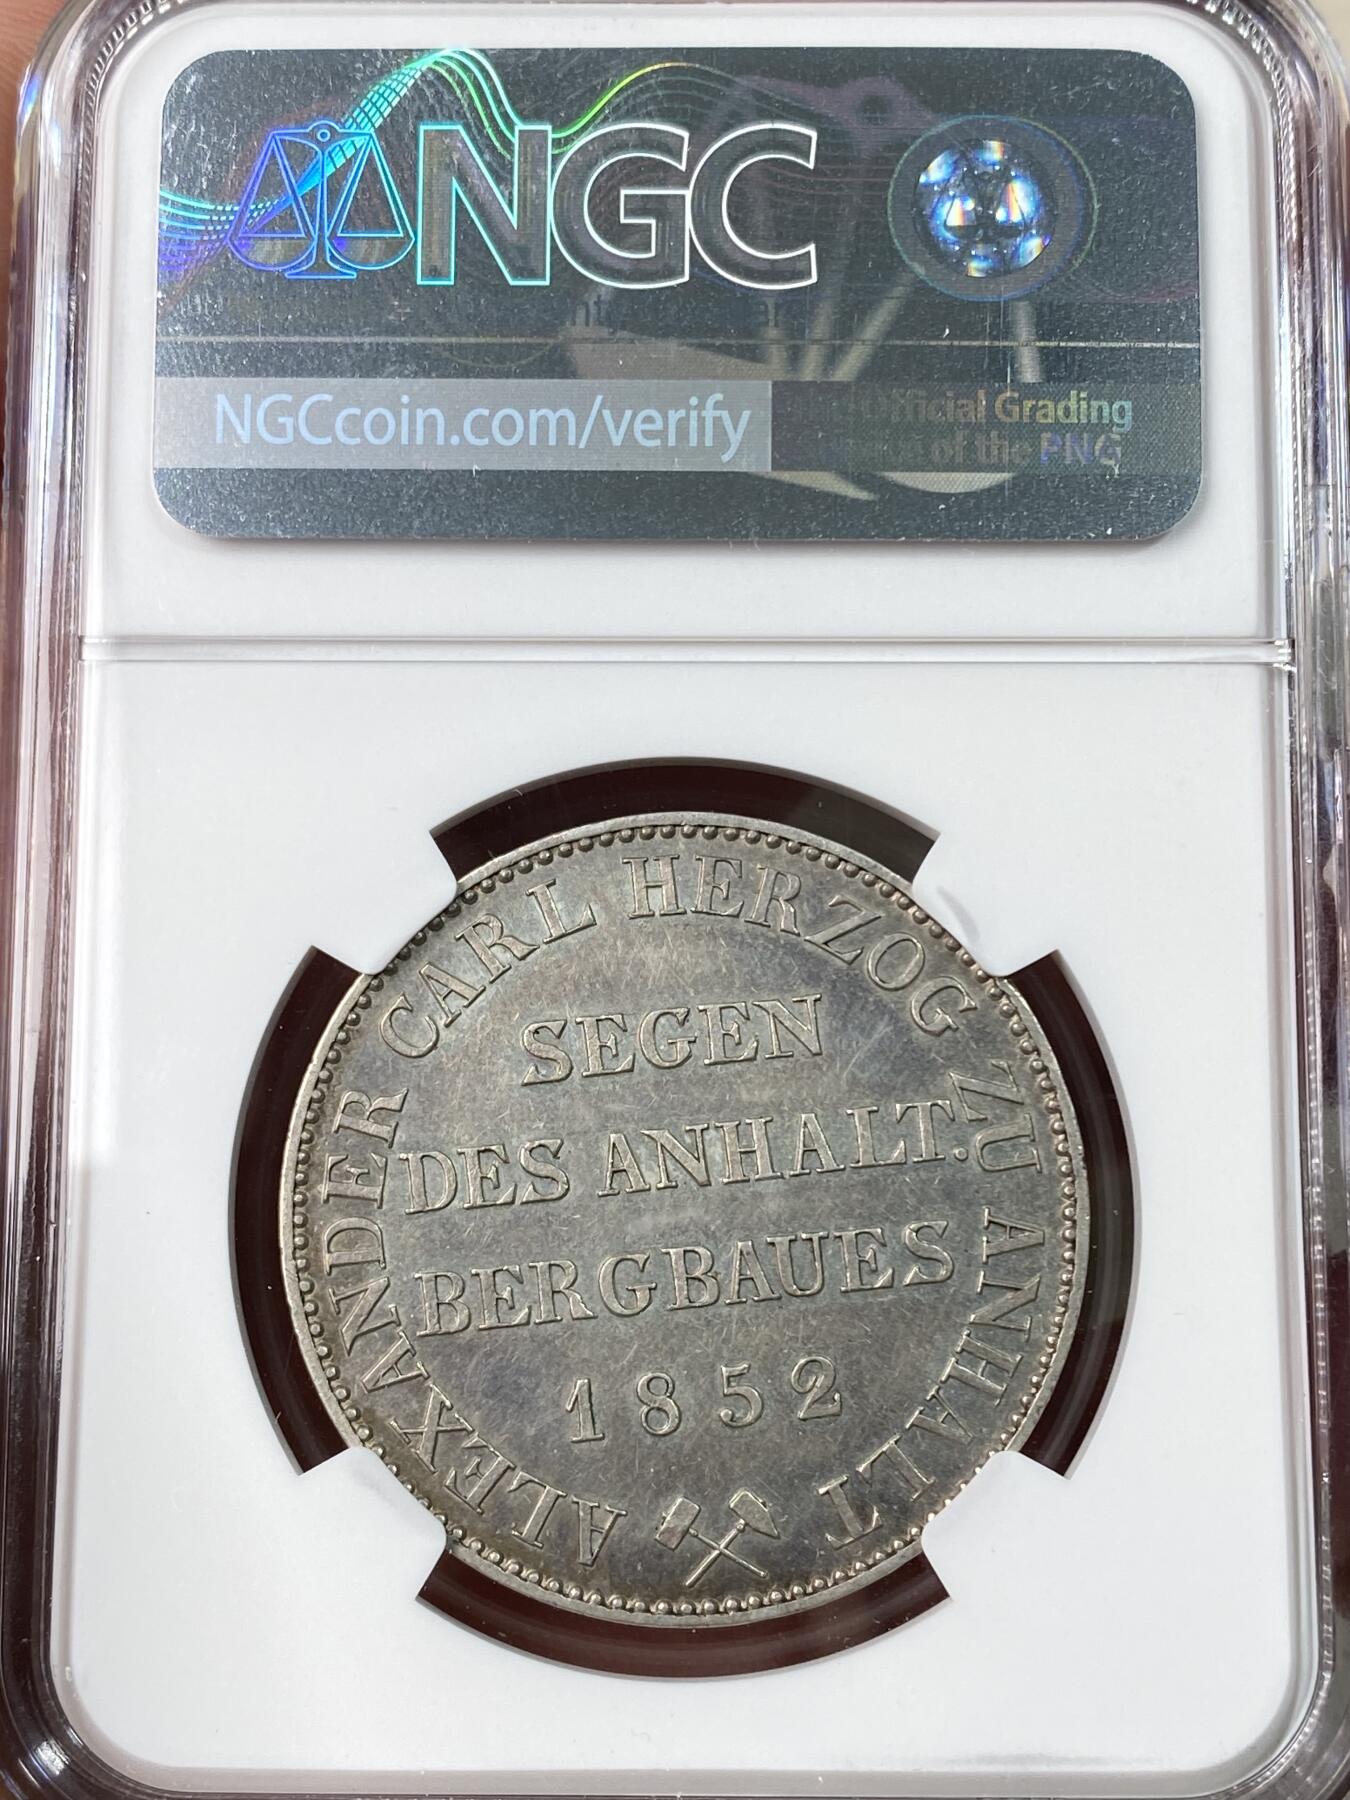 NGC
NGCcoin.com/verify
Official Grading
of the PNG
ALEXANDER CARL HERZOG ZU ANHALT
SEGEN
DES ANHALT.
BERGBAUES
1852